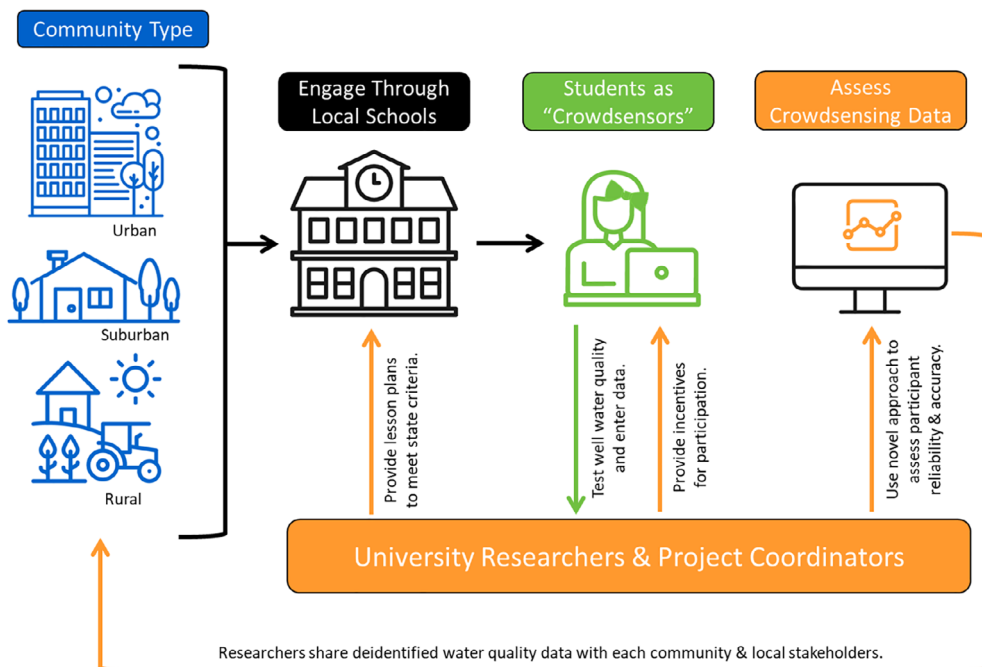 Community Type
Urban
Suburban
Rural
Engage Through
Local Schools
Provide lesson plans
to meet state criteria.
Students as
“Crowdsensors”
Test well water quality
and enter data.
Provide incentives
for participation.
Assess
Crowdsensing Data
Use novel approach to
assess participant
reliability & accuracy.
University Researchers & Project Coordinators
Researchers share deidentified water quality data with each community & local stakeholders.